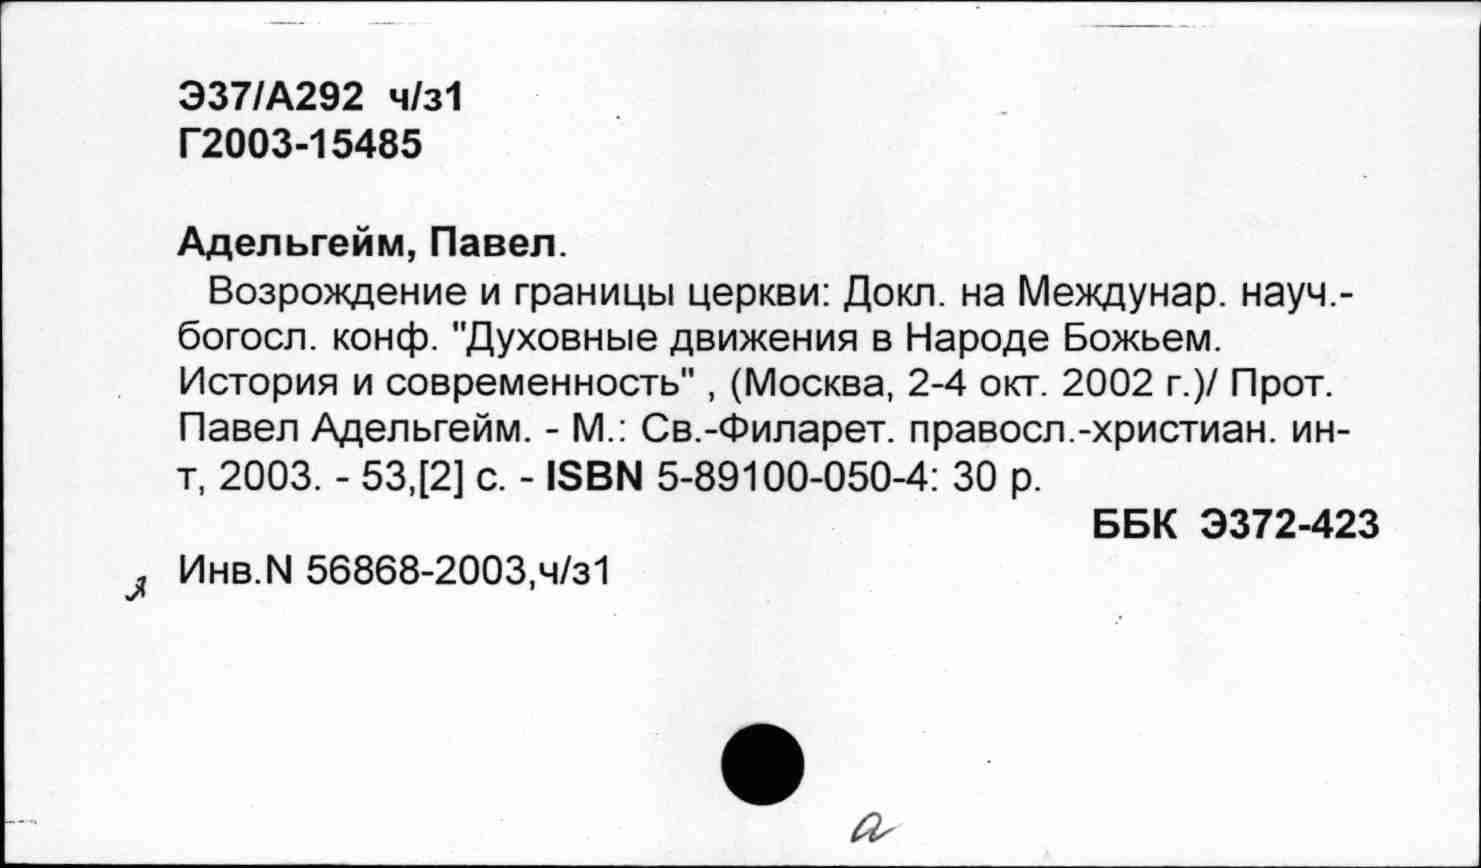 Э37/А292 ч/з1
Г2003-15485
Адельгейм, Павел.
Возрождение и границы церкви: Докл. на Междунар. науч.-
богосл. конф. "Духовные движения в Народе Божьем.
История и современность" , (Москва, 2-4 окт. 2002 г.)/ Прот.
Павел Адельгейм. - М.: Св.-Филарет. правосл.-христиан. ин-
т, 2003. - 53,[2] с. - ISBN 5-89100-050-4: 30 р.
ББК Э372-423
Инв.N 56868-2003,ч/з1
а